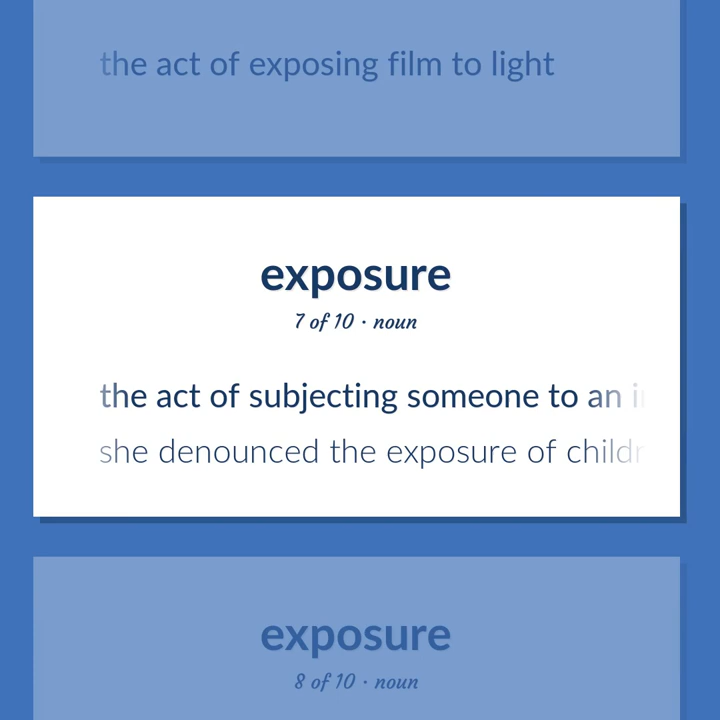 the act of exposing film to light
exposure
7 of 10 · noun
the act of subjecting someone to an
she denounced the exposure of
exposure
8 of 10 · noun